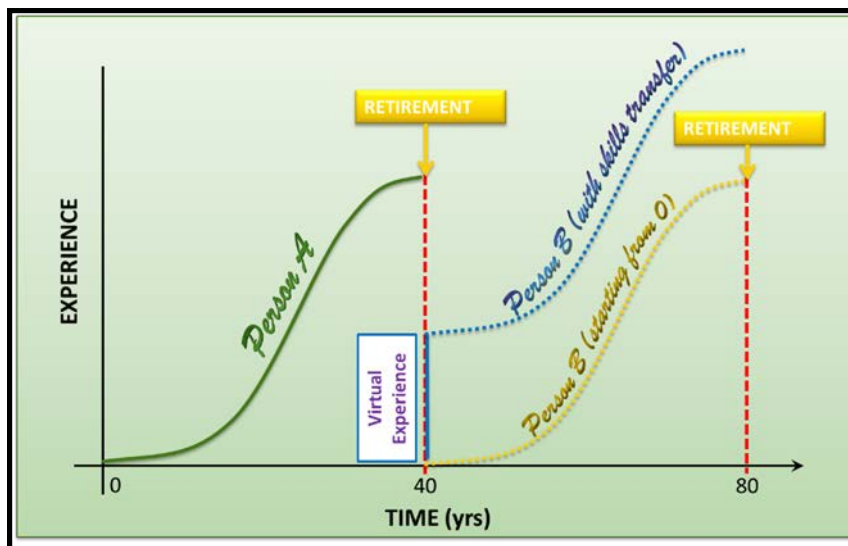 RETIREMENT
Person B (with skills transfer)
RETIREMENT
EXPERIENCE
Person A
Person B (starting from 0)
Virtual
Experience
0
40
80
TIME (yrs)